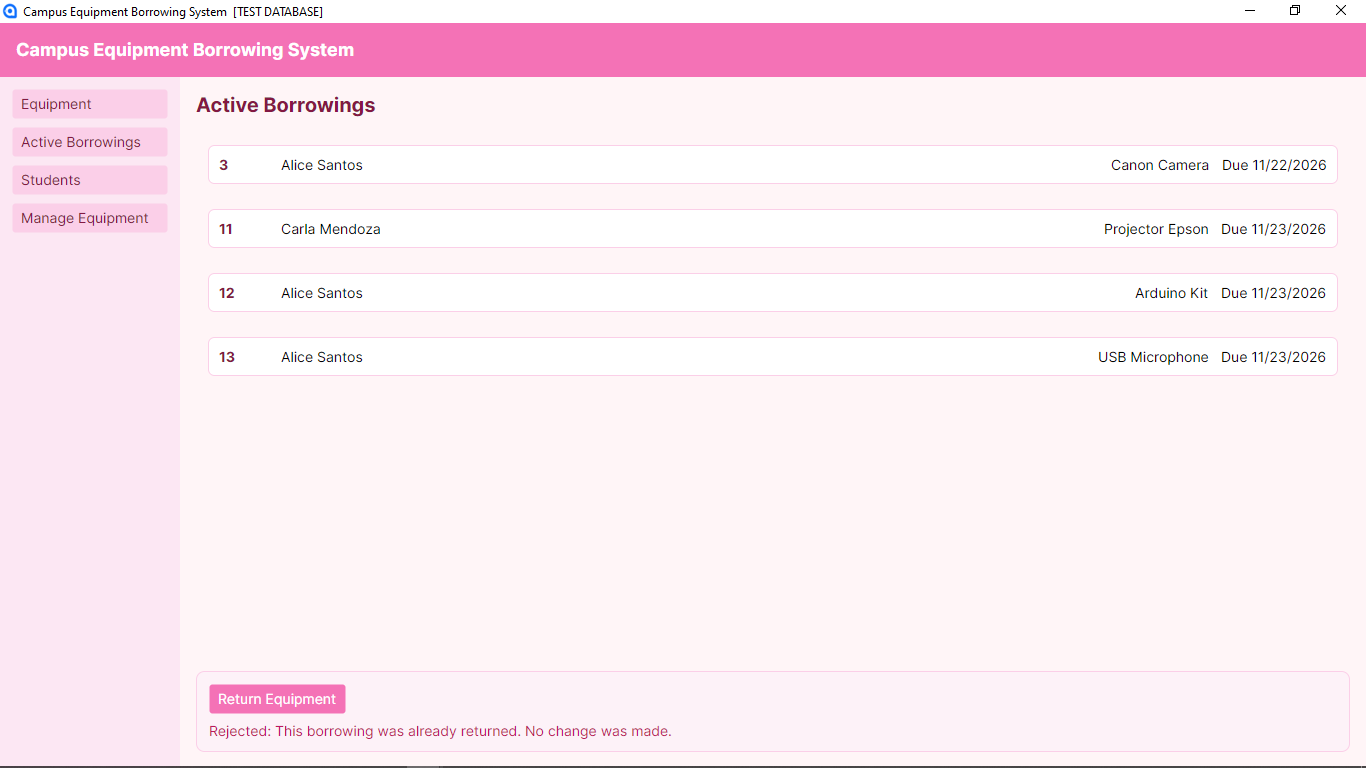 Campus Equipment Borrowing System [TEST DATABASE]
Campus Equipment Borrowing System
Equipment
Active Borrowings
Students
Manage Equipment
Active Borrowings
3 Alice Santos Canon Camera Due 11/22/2026
11 Carla Mendoza Projector Epson Due 11/23/2026
12 Alice Santos Arduino Kit Due 11/23/2026
13 Alice Santos USB Microphone Due 11/23/2026
Return Equipment
Rejected: This borrowing was already returned. No change was made.